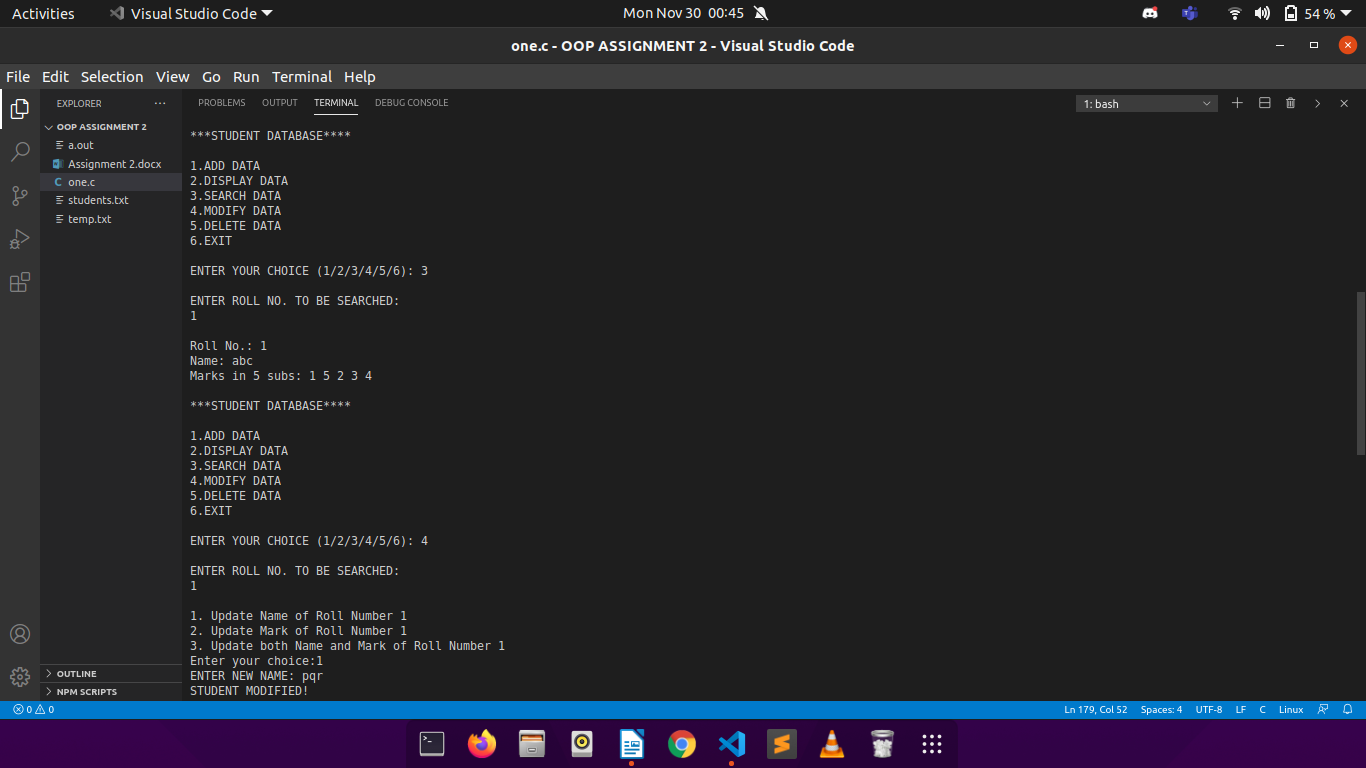 Activities
Visual Studio Code
Mon Nov 30 00:45
54 %
one.c - OOP ASSIGNMENT 2 - Visual Studio Code
File Edit Selection View Go Run Terminal Help
EXPLORER
PROBLEMS OUTPUT TERMINAL DEBUG CONSOLE
1: bash
OOP ASSIGNMENT 2
a.out
Assignment 2.docx
C one.c
students.txt
temp.txt
OUTLINE
NPM SCRIPTS
***STUDENT DATABASE****
1.ADD DATA
2.DISPLAY DATA
3.SEARCH DATA
4.MODIFY DATA
5.DELETE DATA
6.EXIT
ENTER YOUR CHOICE (1/2/3/4/5/6): 3
ENTER ROLL NO. TO BE SEARCHED:
1
Roll No.: 1
Name: abc
Marks in 5 subs: 1 5 2 3 4
***STUDENT DATABASE****
1.ADD DATA
2.DISPLAY DATA
3.SEARCH DATA
4.MODIFY DATA
5.DELETE DATA
6.EXIT
ENTER YOUR CHOICE (1/2/3/4/5/6): 4
ENTER ROLL NO. TO BE SEARCHED:
1
1. Update Name of Roll Number 1
2. Update Mark of Roll Number 1
3. Update both Name and Mark of Roll Number 1
Enter your choice:1
ENTER NEW NAME: pqr
STUDENT MODIFIED!
0 0
Ln 179, Col 52 Spaces: 4 UTF-8 LF C Linux